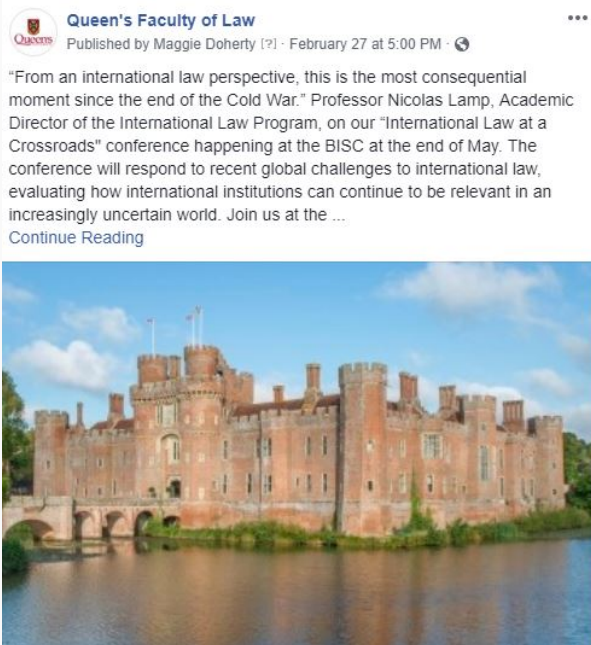 Queen's Faculty of Law
Queens
Published by Maggie Doherty [?] · February 27 at 5:00 PM ·
“From an international law perspective, this is the most consequential
moment since the end of the Cold War.” Professor Nicolas Lamp, Academic
Director of the International Law Program, on our “International Law at a
Crossroads" conference happening at the BISC at the end of May. The
conference will respond to recent global challenges to international law,
evaluating how international institutions can continue to be relevant in an
increasingly uncertain world. Join us at the ...
Continue Reading